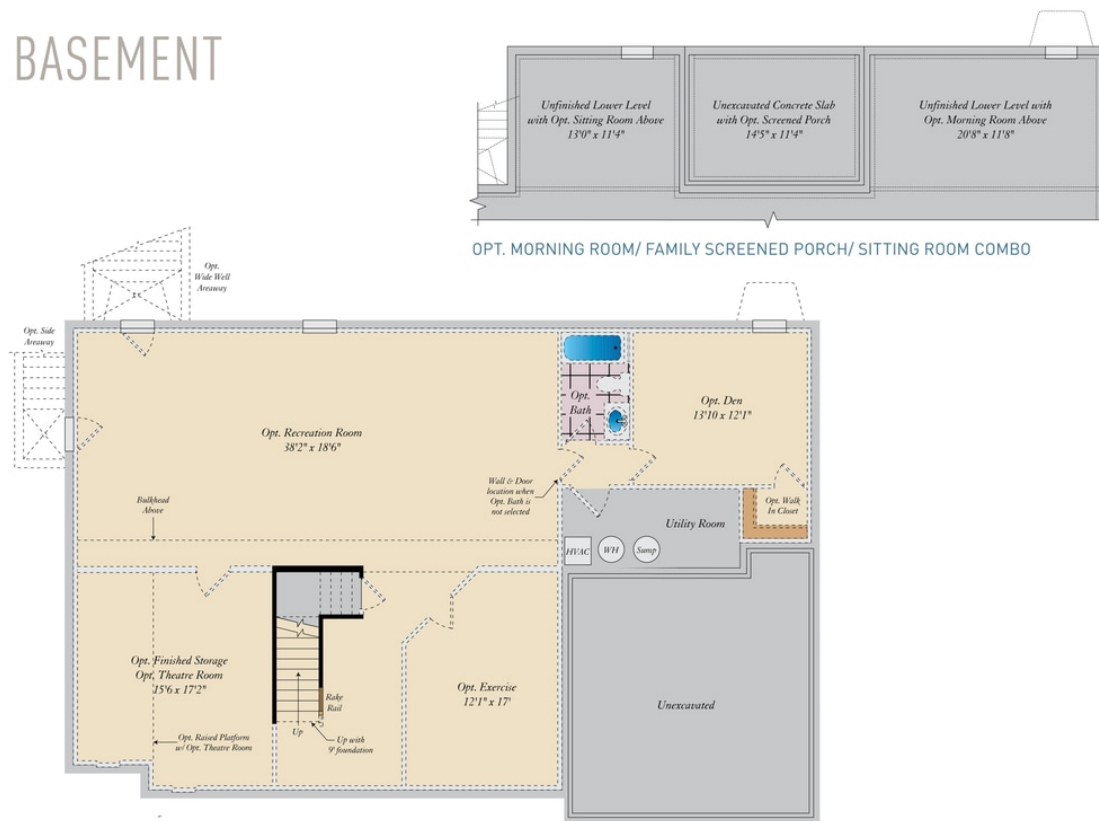 BASEMENT
Unfinished Lower Level
with Opt. Sitting Room Above
13'0" x 11'4"
Unexcavated Concrete Slab
with Opt. Screened Porch
14'5" x 11'4"
Unfinished Lower Level with
Opt. Morning Room Above
20'8" x 11'8"
OPT. MORNING ROOM/ FAMILY SCREENED PORCH/ SITTING ROOM COMBO
Opt.
Wide Well
Areaway
Opt. Side
Areaway
Opt. Recreation Room
38'2" x 18'6"
Opt.
Bath
Opt. Den
13'10 x 12'1"
Bulkhead
Above
Wall & Door
location when
Opt. Bath is
not selected
Opt. Walk
In Closet
Utility Room
HVAC
WH
Sump
Opt. Finished Storage
Opt. Theatre Room
15'6 x 17'2"
Opt. Raised Platform
w/ Opt. Theatre Room
Up
Rake
Rail
Up with
9' foundation
Opt. Exercise
12'1" x 17'
Unexcavated